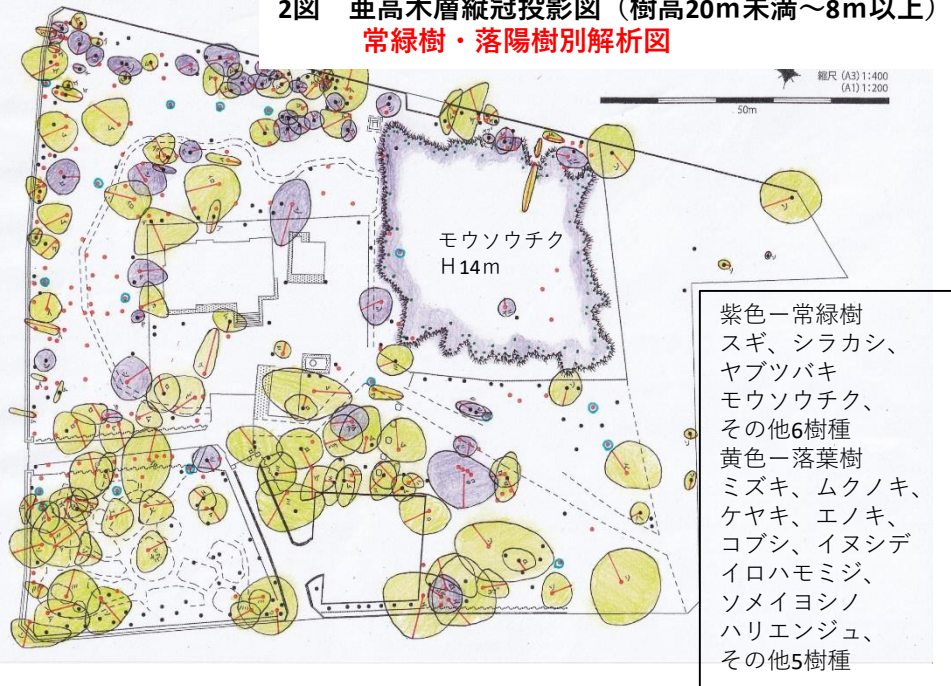 2図　亜高木層縦冠投影図（樹高20ｍ未満～8ｍ以上）
常緑樹・落陽樹別解析図
縮尺 (A3) 1:400
(A1) 1:200
50m
モウソウチク
Ｈ14ｍ
紫色ー常緑樹
スギ、シラカシ、
ヤブツバキ
モウソウチク、
その他6樹種
黄色ー落葉樹
ミズキ、ムクノキ、
ケヤキ、エノキ、
コブシ、イヌシデ
イロハモミジ、
ソメイヨシノ
ハリエンジュ、
その他5樹種